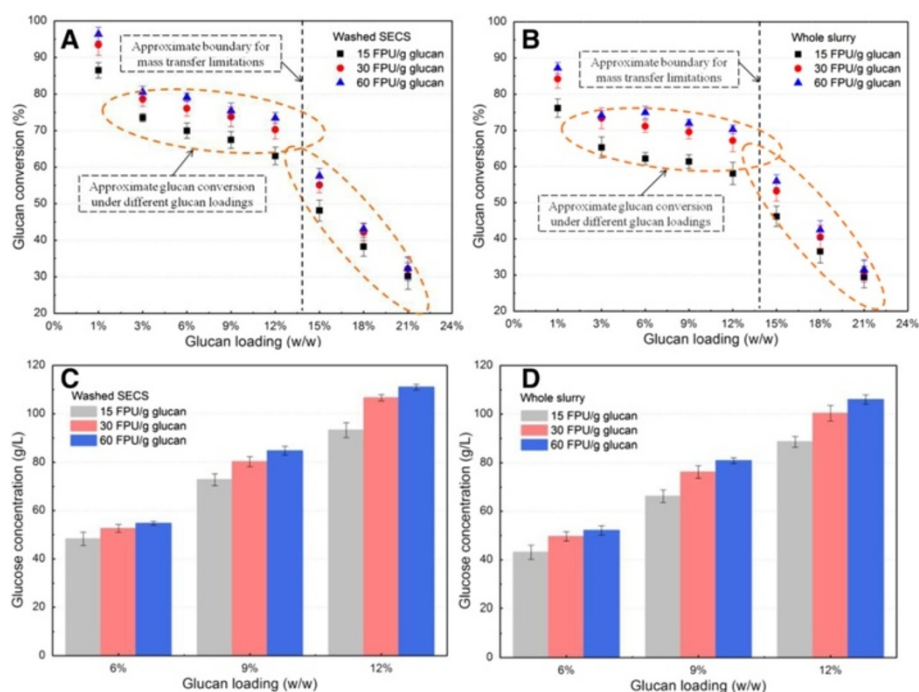 A
Washed SECS
15 FPU/g glucan
30 FPU/g glucan
60 FPU/g glucan
Approximate boundary for
mass transfer limitations
Approximate glucan conversion
under different glucan loadings
Glucan conversion (%)
100
90
80
70
60
50
40
30
20
0% 1% 3% 6% 9% 12% 15% 18% 21% 24%
Glucan loading (w/w)
B
Whole slurry
15 FPU/g glucan
30 FPU/g glucan
60 FPU/g glucan
Approximate boundary for
mass transfer limitations
Approximate glucan conversion
under different glucan loadings
Glucan conversion (%)
100
90
80
70
60
50
40
30
20
0% 1% 3% 6% 9% 12% 15% 18% 21% 24%
Glucan loading (w/w)
C
Washed SECS
15 FPU/g glucan
30 FPU/g glucan
60 FPU/g glucan
Glucose concentration (g/L)
120
100
80
60
40
20
0
6% 9% 12%
Glucan loading (w/w)
D
Whole slurry
15 FPU/g glucan
30 FPU/g glucan
60 FPU/g glucan
Glucose concentration (g/L)
120
100
80
60
40
20
0
6% 9% 12%
Glucan loading (w/w)